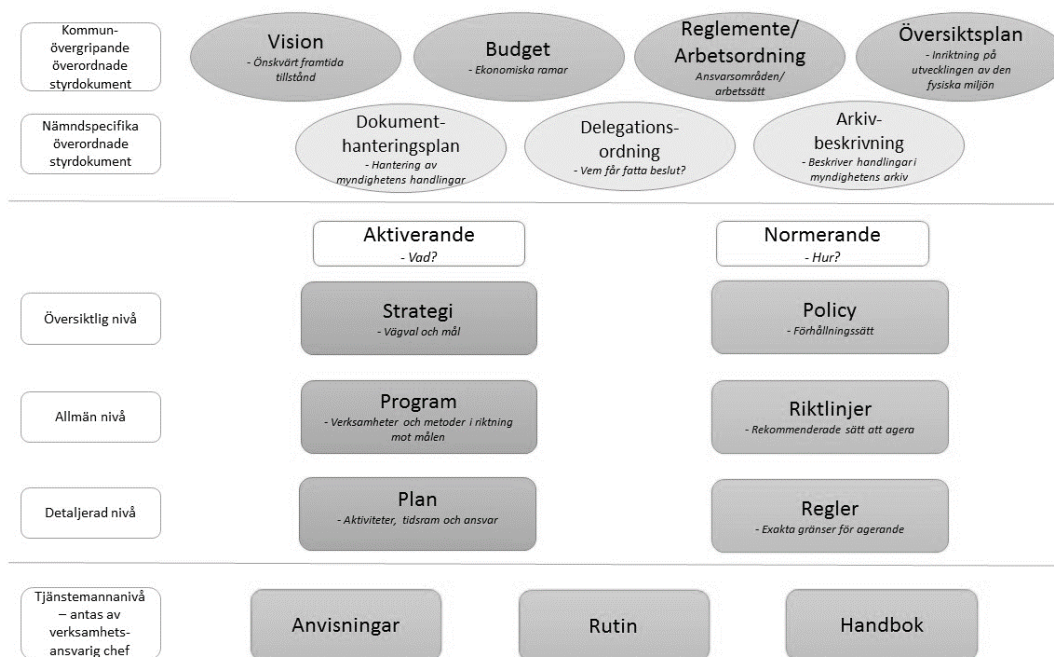 Kommun-
övergripande
överordnade
styrdokument
Vision
- Önskvärt framtida
tillstånd
Budget
- Ekonomiska ramar
Reglemente/
Arbetsordning
Ansvarsområden/
arbetssätt
Översiktsplan
- Inriktning på
utvecklingen av den
fysiska miljön
Nämndspecifika
överordnade
styrdokument
Dokument-
hanteringsplan
- Hantering av
myndighetens handlingar
Delegations-
ordning
- Vem får fatta beslut?
Arkiv-
beskrivning
- Beskriver handlingar i
myndighetens arkiv
Aktiverande
- Vad?
Normerande
- Hur?
Översiktlig nivå
Strategi
- Vägval och mål
Policy
- Förhållningssätt
Allmän nivå
Program
- Verksamheter och metoder i riktning
mot målen
Riktlinjer
- Rekommenderade sätt att agera
Detaljerad nivå
Plan
- Aktiviteter, tidsram och ansvar
Regler
- Exakta gränser för agerande
Tjänstemannanivå
– antas av
verksamhets-
ansvarig chef
Anvisningar
Rutin
Handbok